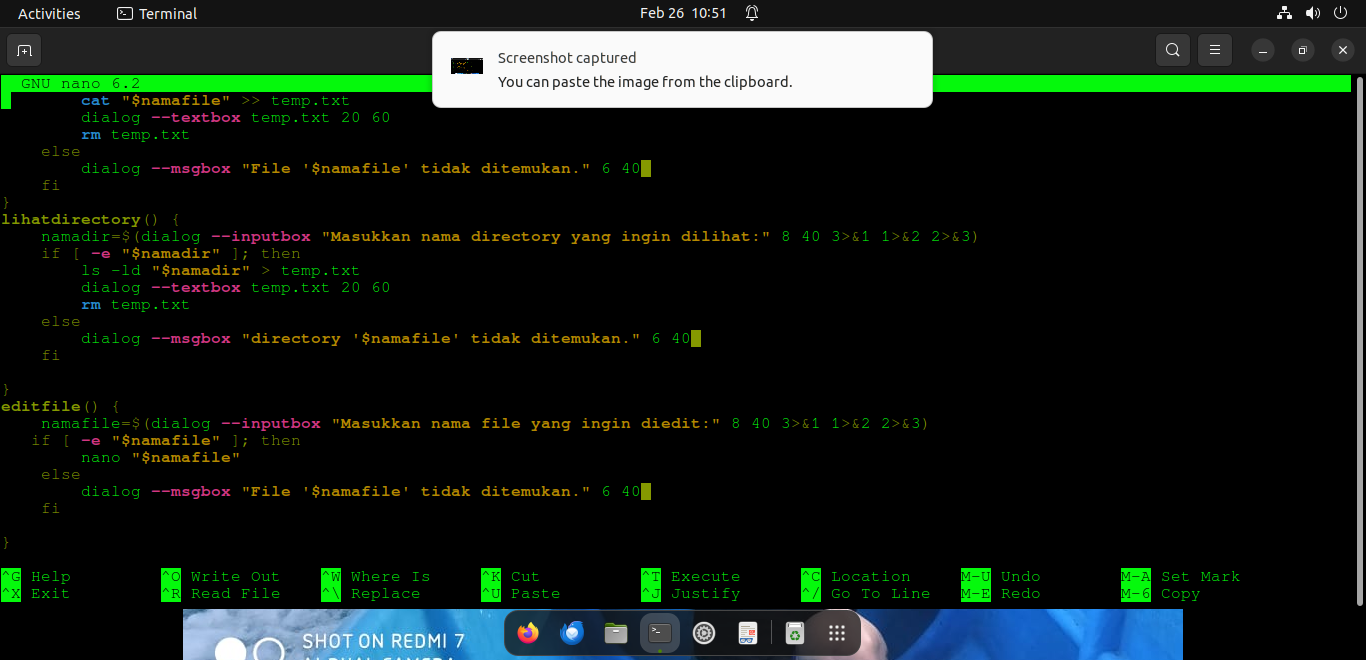 Activities
Terminal
Feb 26 10:51
Screenshot captured
You can paste the image from the clipboard.
GNU nano 6.2
cat "$namafile" >> temp.txt
dialog --textbox temp.txt 20 60
rm temp.txt
else
dialog --msgbox "File '$namafile' tidak ditemukan." 6 40
fi
}
lihatdirectory() {
namadir=$(dialog --inputbox "Masukkan nama directory yang ingin dilihat:" 8 40 3>&1 1>&2 2>&3)
if [ -e "$namadir" ]; then
ls -ld "$namadir" > temp.txt
dialog --textbox temp.txt 20 60
rm temp.txt
else
dialog --msgbox "directory '$namafile' tidak ditemukan." 6 40
fi
}
editfile() {
namafile=$(dialog --inputbox "Masukkan nama file yang ingin diedit:" 8 40 3>&1 1>&2 2>&3)
if [ -e "$namafile" ]; then
nano "$namafile"
else
dialog --msgbox "File '$namafile' tidak ditemukan." 6 40
fi
}
^G Help ^O Write Out ^W Where Is ^K Cut ^T Execute ^C Location M-U Undo M-A Set Mark
^X Exit ^R Read File ^\ Replace ^U Paste ^J Justify ^/ Go To Line M-E Redo M-6 Copy
SHOT ON REDMI 7